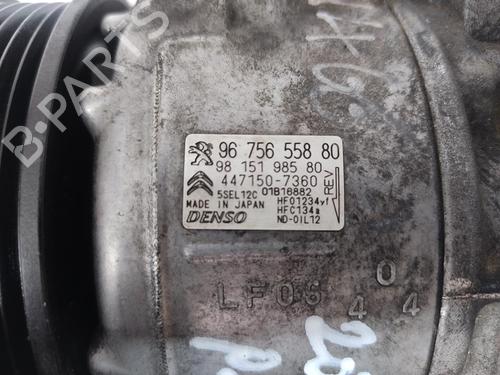 B-PARTS
96 756 558 80
98 151 985 80
447150-7360
5SEL12C 01B16882
REV
MADE IN JAPAN HFO1234yf
HFC134a
DENSO ND-OIL12
LF06
0
4 4